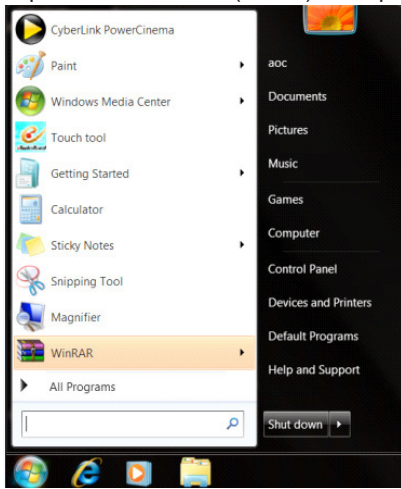 CyberLink PowerCinema
Paint
Windows Media Center
Touch tool
Getting Started
Calculator
Sticky Notes
Snipping Tool
Magnifier
WinRAR
All Programs
aoc
Documents
Pictures
Music
Games
Computer
Control Panel
Devices and Printers
Default Programs
Help and Support
Shut down